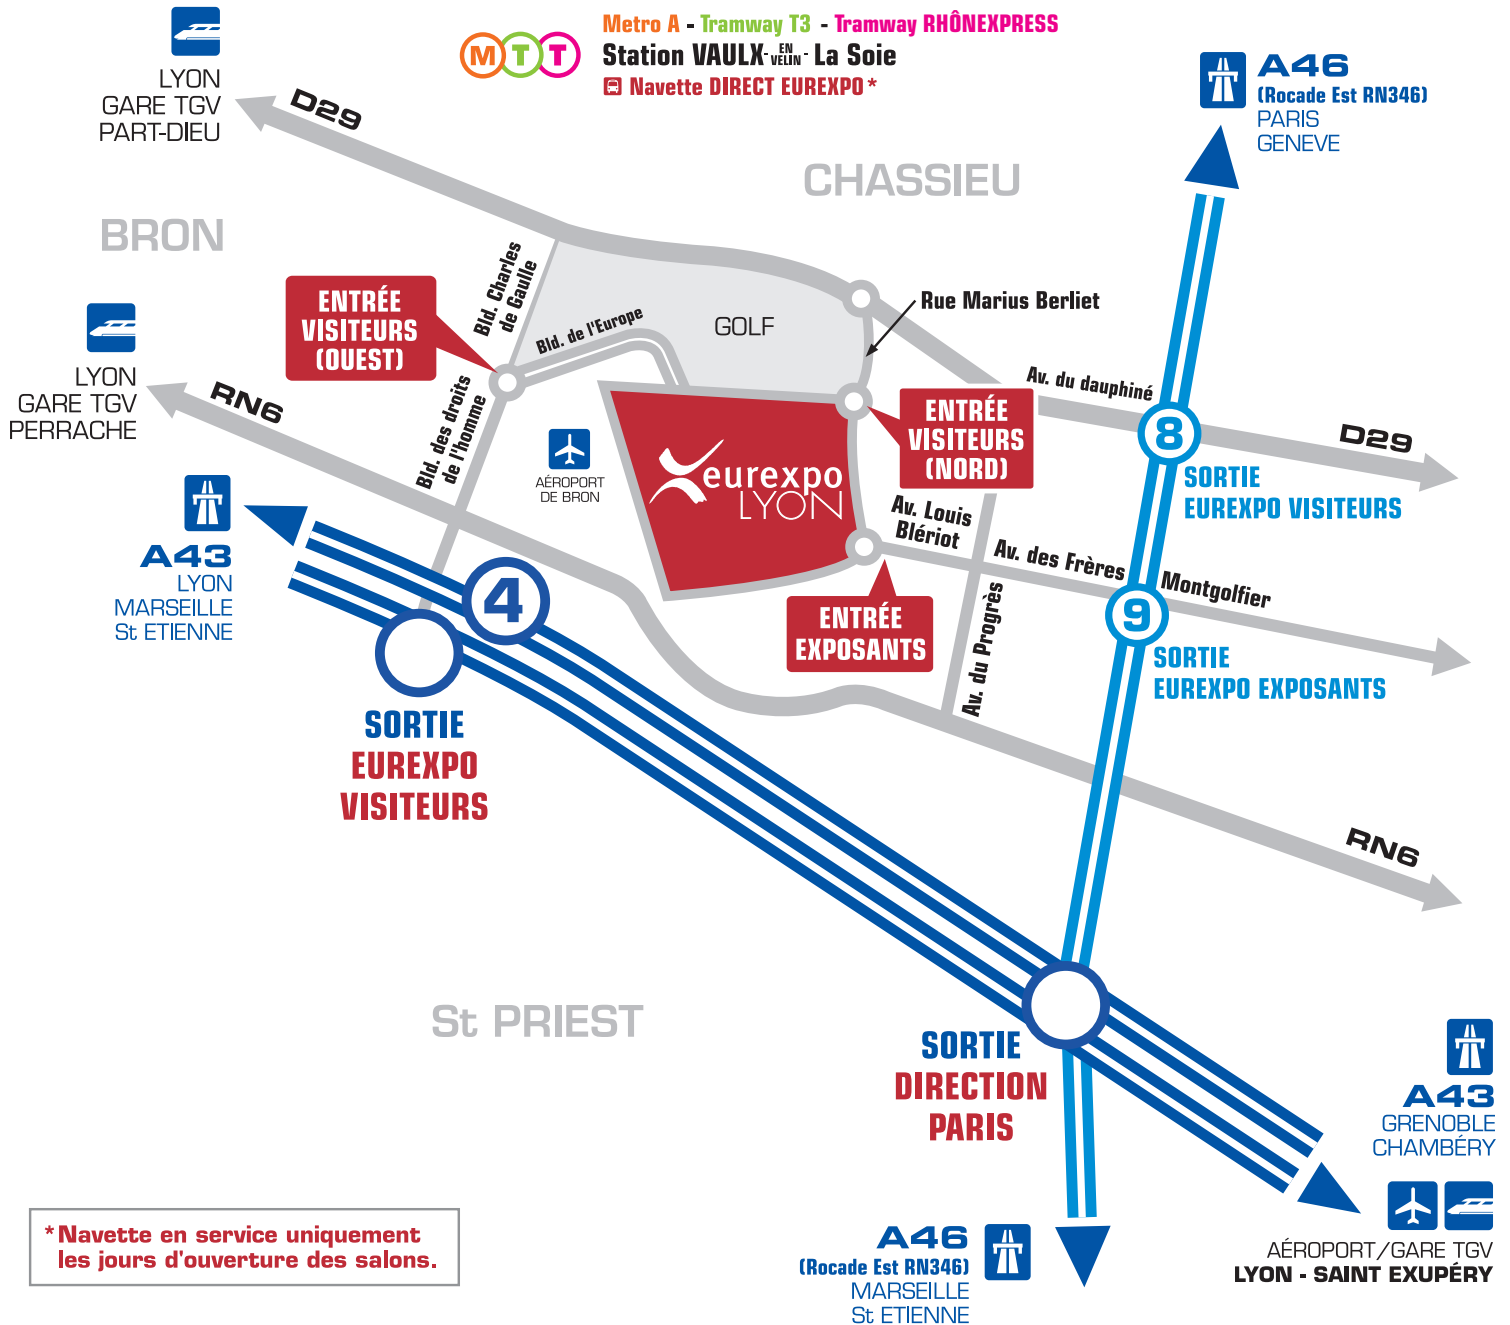 Metro A - Tramway T3 - Tramway RHÔNEXPRESS
M T T
Station VAULX-EN VELIN- La Soie
Navette DIRECT EUREXPO*
LYON
GARE TGV
PART-DIEU
D29
A46
(Rocade Est RN346)
PARIS
GENEVE
CHASSIEU
BRON
Bld. Charles
de Gaulle
ENTRÉE
VISITEURS
(OUEST)
Bld. de l'Europe
GOLF
Rue Marius Berliet
LYON
GARE TGV
PERRACHE
RN6
Bld. des droits
de l'homme
Av. du dauphiné
ENTRÉE
VISITEURS
(NORD)
8
D29
SORTIE
EUREXPO VISITEURS
AÉROPORT
DE BRON
eurexpo
LYON
Av. Louis
Blériot
Av. des Frères
Montgolfier
A43
LYON
MARSEILLE
St ETIENNE
4
ENTRÉE
EXPOSANTS
Av. du Progrès
9
SORTIE
EUREXPO EXPOSANTS
SORTIE
EUREXPO
VISITEURS
RN6
St PRIEST
SORTIE
DIRECTION
PARIS
A43
GRENOBLE
CHAMBÉRY
AÉROPORT/GARE TGV
LYON - SAINT EXUPÉRY
A46
(Rocade Est RN346)
MARSEILLE
St ETIENNE
*Navette en service uniquement
les jours d'ouverture des salons.